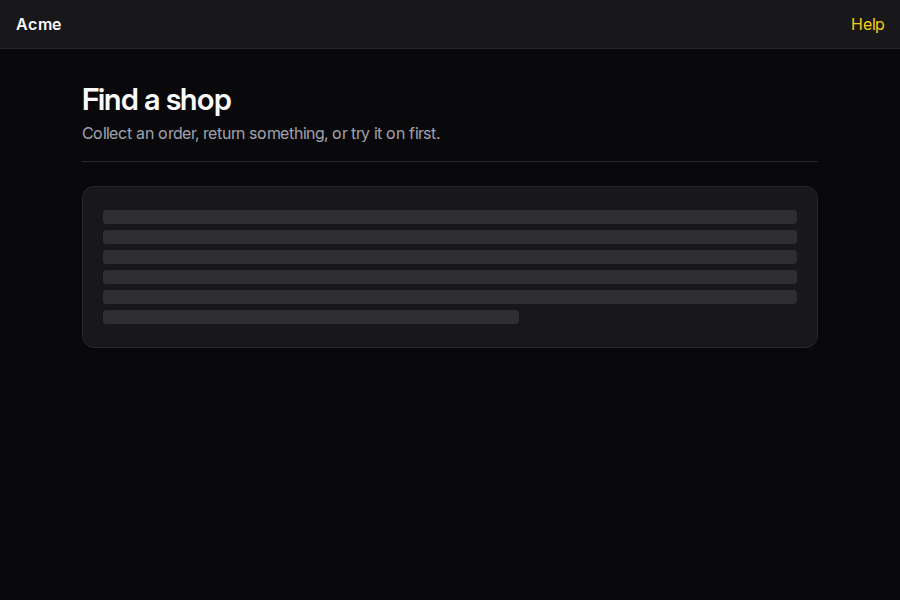 Acme
Help
Find a shop
Collect an order, return something, or try it on first.